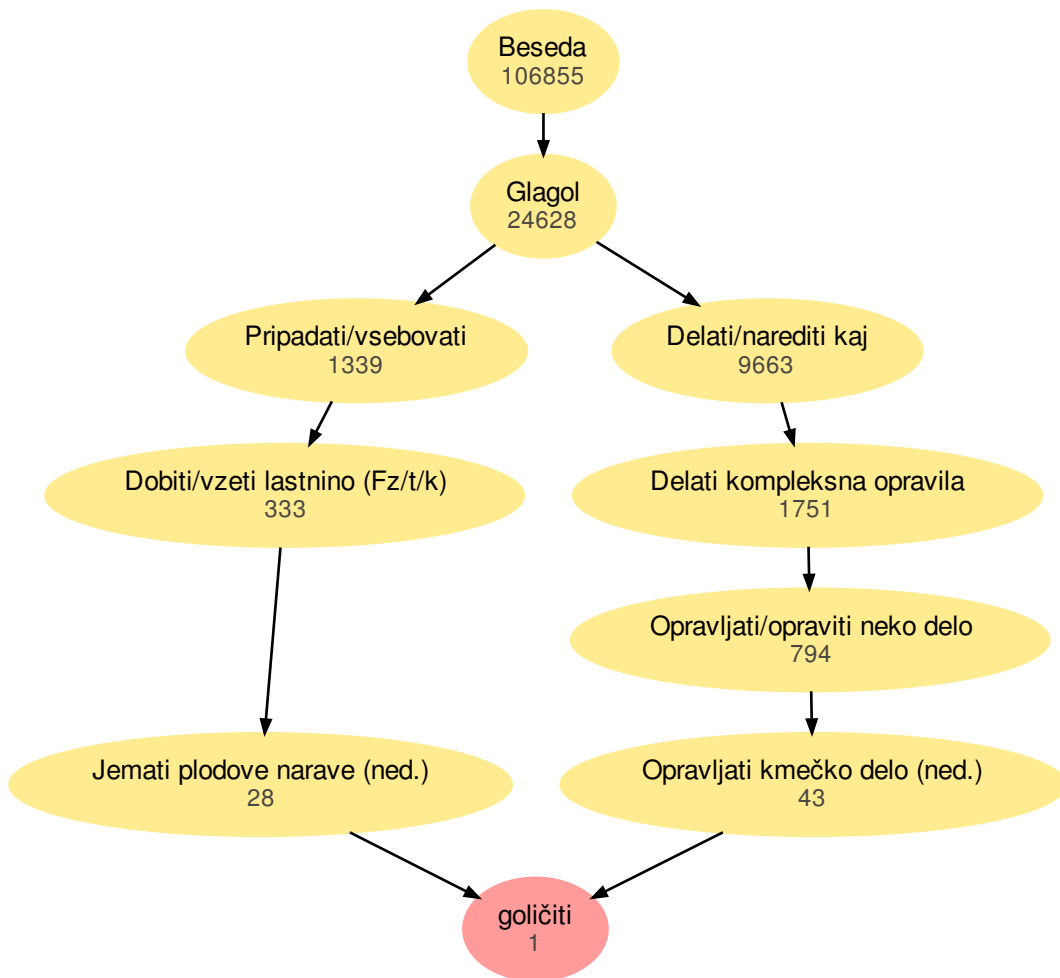 Beseda
106855
Glagol
24628
Pripadati/vsebovati
1339
Delati/narediti kaj
9663
Dobiti/vzeti lastnino (Fz/t/k)
333
Delati kompleksna opravila
1751
Opravljati/opraviti neko delo
794
Jemati plodove narave (ned.)
28
Opravljati kmečko delo (ned.)
43
goličiti
1